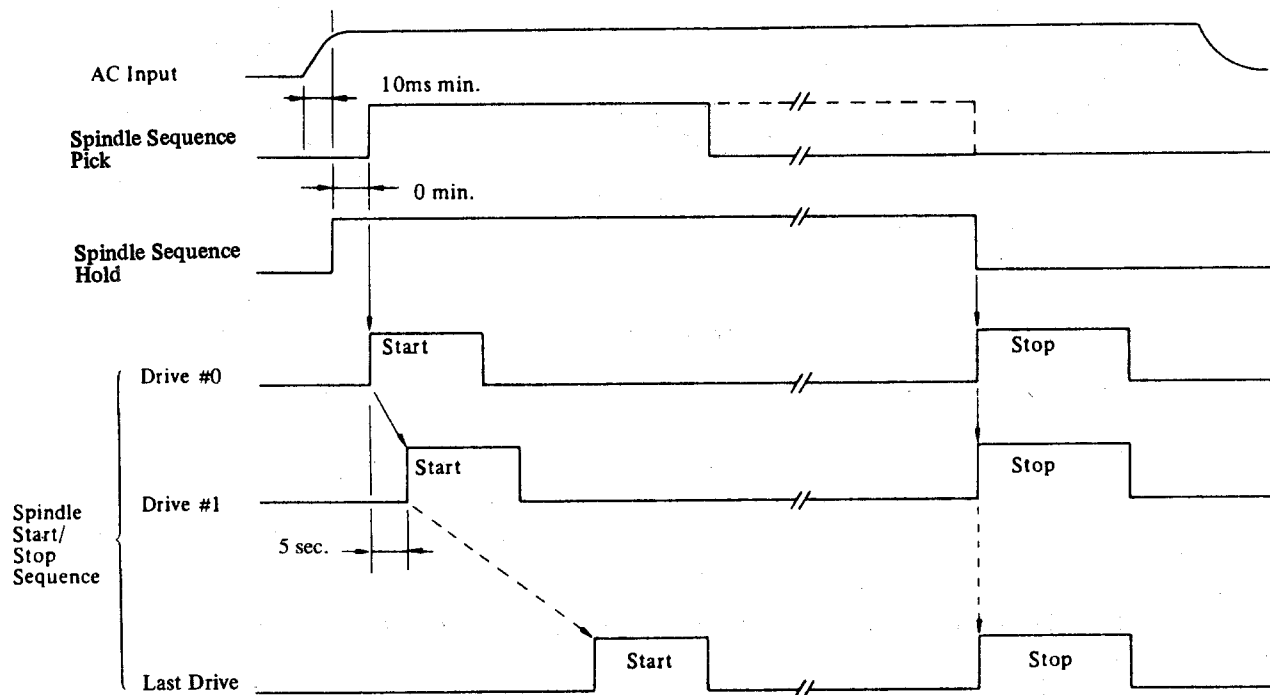 AC Input
10ms min.
Spindle Sequence
Pick
0 min.
Spindle Sequence
Hold
Start
Stop
Drive #0
Start
Stop
Drive #1
Spindle
Start/
Stop
Sequence
5 sec.
Start
Stop
Last Drive